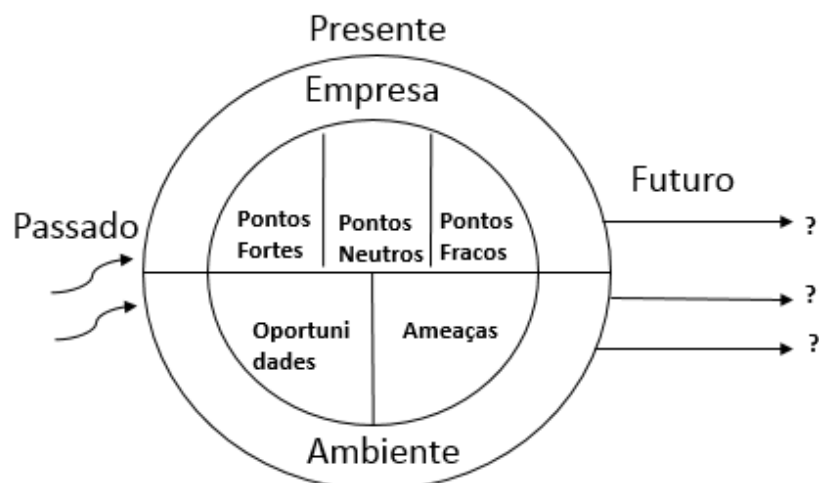 Presente
Empresa
Futuro
Passado
Pontos
Fortes
Pontos
Neutros
Pontos
Fracos
?
?
?
Oportuni
dades
Ameaças
Ambiente